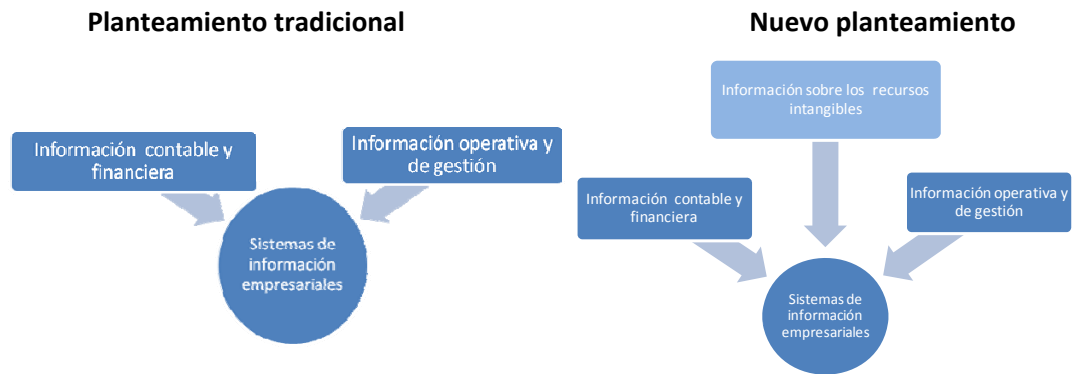 Planteamiento tradicional
Información contable y
financiera
Información operativa y
de gestión
Sistemas de
información
empresariales
Nuevo planteamiento
Información sobre los recursos
intangibles
Información contable y
financiera
Información operativa y
de gestión
Sistemas de
información
empresariales